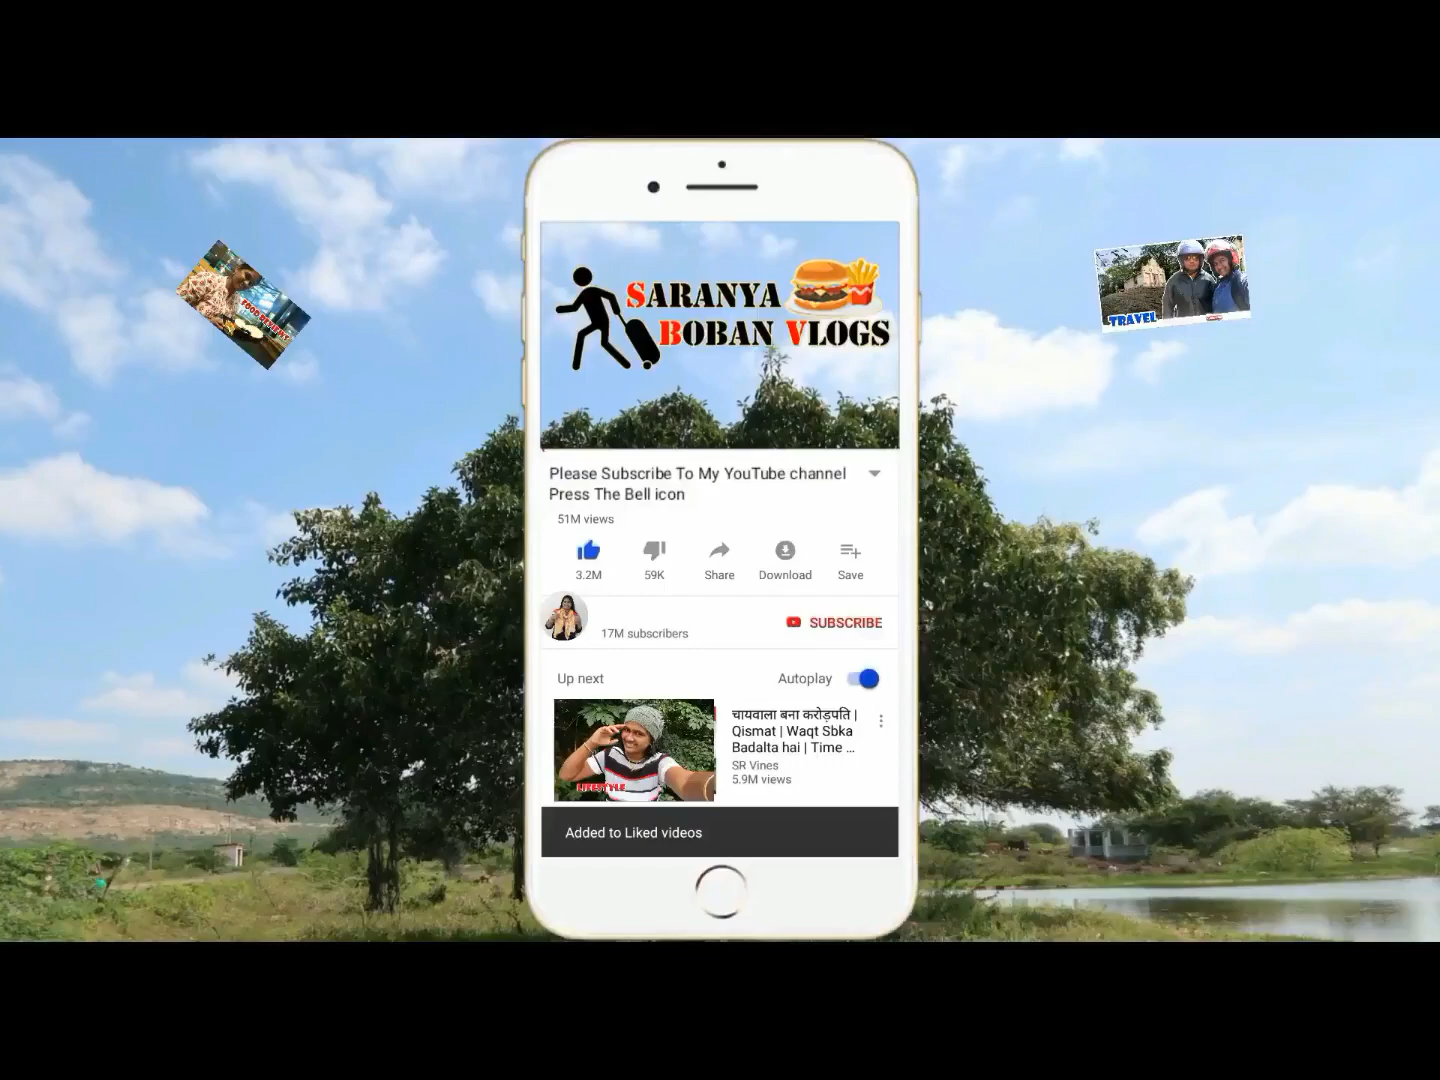 SARANYA
BOBAN VLOGS
FOOD REVIEWS
TRAVEL
Please Subscribe To My YouTube channel
Press The Bell icon
51M views
3.2M
59K
Share
Download
Save
17M subscribers
SUBSCRIBE
Up next
Autoplay
चायवाला बना करोड़पति |
Qismat | Waqt Sbka
Badalta hai | Time ...
SR Vines
5.9M views
LIFESTYLE
Added to Liked videos